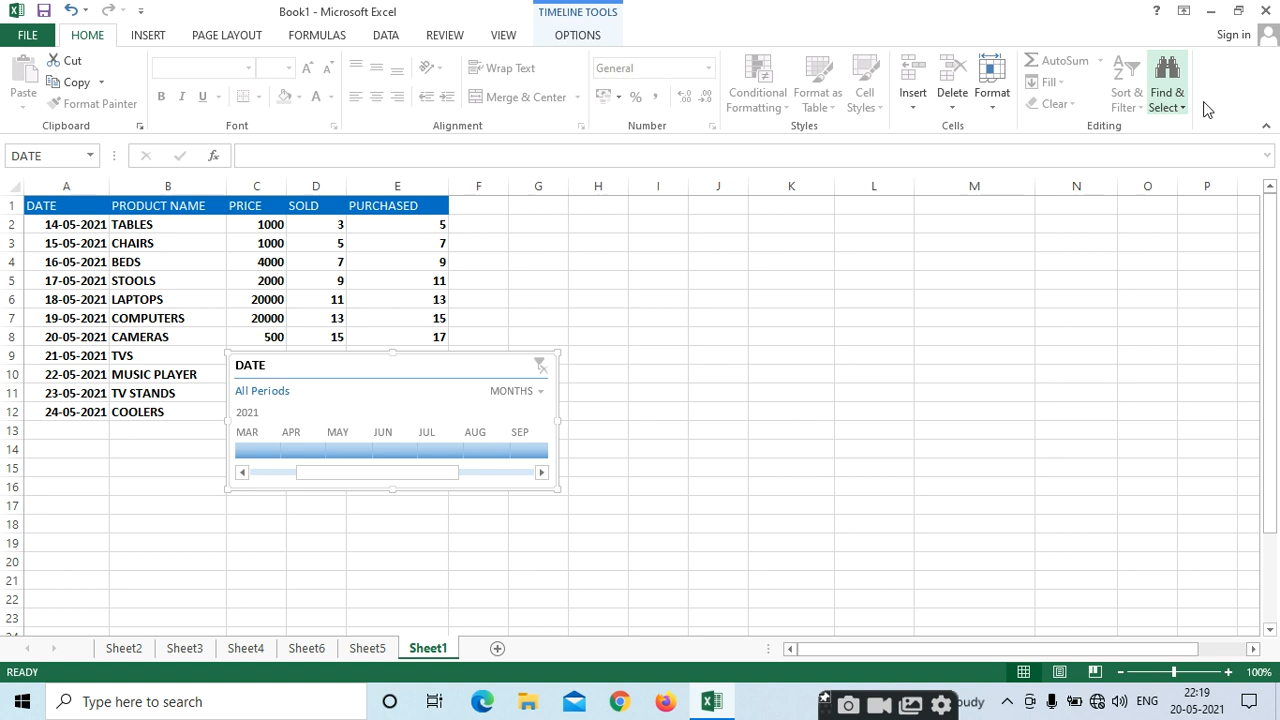 Book1 - Microsoft Excel
TIMELINE TOOLS
?
FILE HOME INSERT PAGE LAYOUT FORMULAS DATA REVIEW VIEW OPTIONS Sign in
Paste
Cut
Copy
Format Painter
Clipboard
B I U A
Font
Wrap Text
Merge & Center
Alignment
General
% ,
Number
Conditional Formatting
Format as Table
Cell Styles
Styles
Insert Delete Format
Cells
AutoSum
Fill
Clear
Sort & Filter
Find & Select
Editing
DATE fx
A B C D E F G H I J K L M N O P
1 DATE PRODUCT NAME PRICE SOLD PURCHASED
2 14-05-2021 TABLES 1000 3 5
3 15-05-2021 CHAIRS 1000 5 7
4 16-05-2021 BEDS 4000 7 9
5 17-05-2021 STOOLS 2000 9 11
6 18-05-2021 LAPTOPS 20000 11 13
7 19-05-2021 COMPUTERS 20000 13 15
8 20-05-2021 CAMERAS 500 15 17
9 21-05-2021 TVS
10 22-05-2021 MUSIC PLAYER
11 23-05-2021 TV STANDS
12 24-05-2021 COOLERS
13
14
15
16
17
18
19
20
21
22
23
DATE
All Periods MONTHS
2021
MAR APR MAY JUN JUL AUG SEP
Sheet2 Sheet3 Sheet4 Sheet6 Sheet5 Sheet1
READY 100%
Type here to search
ENG
22:19
20-05-2021